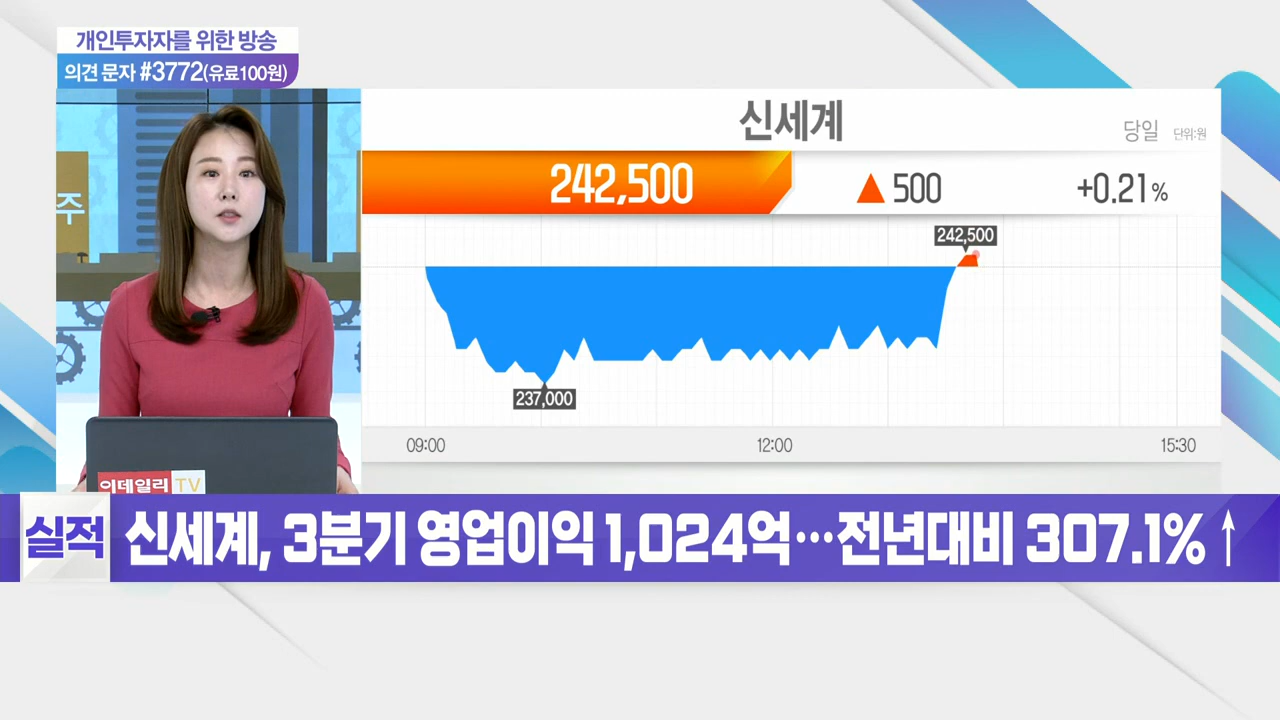 개인투자자를 위한 방송
의견 문자 #3772(유료100원)
주
신세계
당일 단위:원
242,500 ▲ 500 +0.21%
242,500
237,000
09:00 12:00 15:30
이데일리 TV
실적 신세계, 3분기 영업이익 1,024억…전년대비 307.1%↑